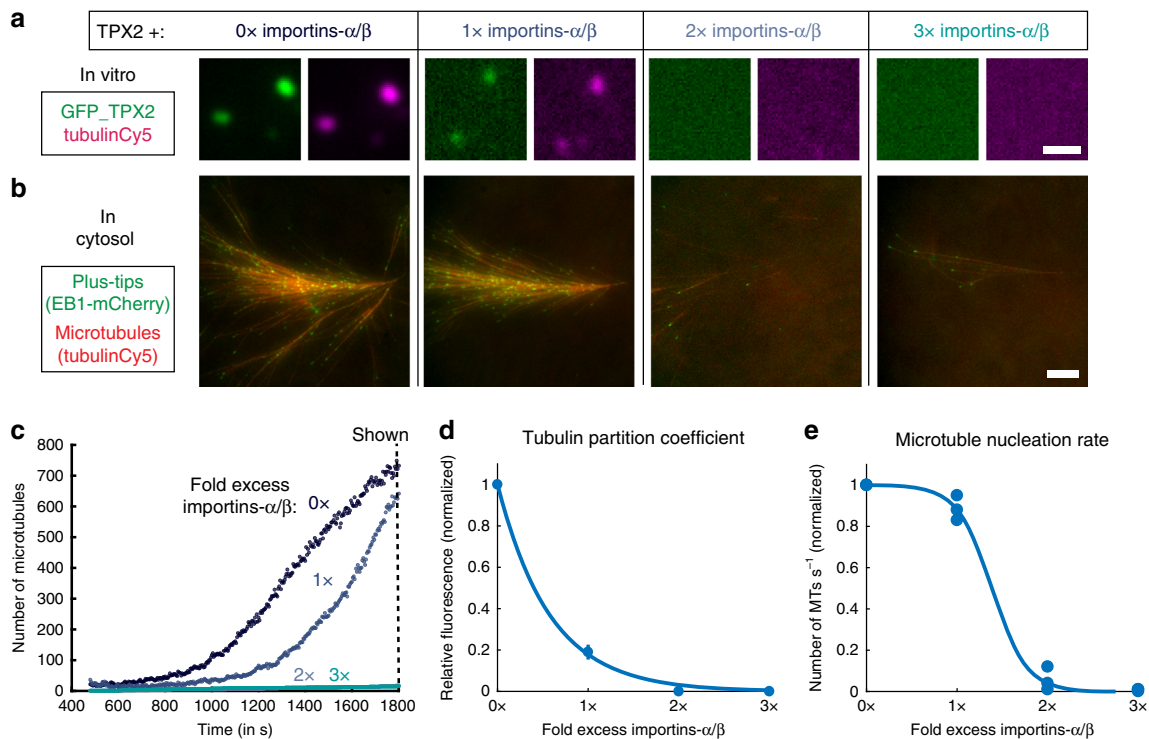 a
TPX2 +: 0× importins-α/β 1× importins-α/β 2× importins-α/β 3× importins-α/β
In vitro
GFP_TPX2
tubulinCy5
b
In
cytosol
Plus-tips
(EB1-mCherry)
Microtubules
(tubulinCy5)
c
Shown
Fold excess
importins-α/β: 0×
1×
2× 3×
Number of microtubules
800
700
600
500
400
300
200
100
0
400 600 800 1000 1200 1400 1600 1800
Time (in s)
d
Tubulin partition coefficient
Relative fluorescence (normalized)
1
0.8
0.6
0.4
0.2
0
0× 1× 2× 3×
Fold excess importins-α/β
e
Microtuble nucleation rate
Number of MTs s⁻¹ (normalized)
1
0.8
0.6
0.4
0.2
0
0× 1× 2× 3×
Fold excess importins-α/β